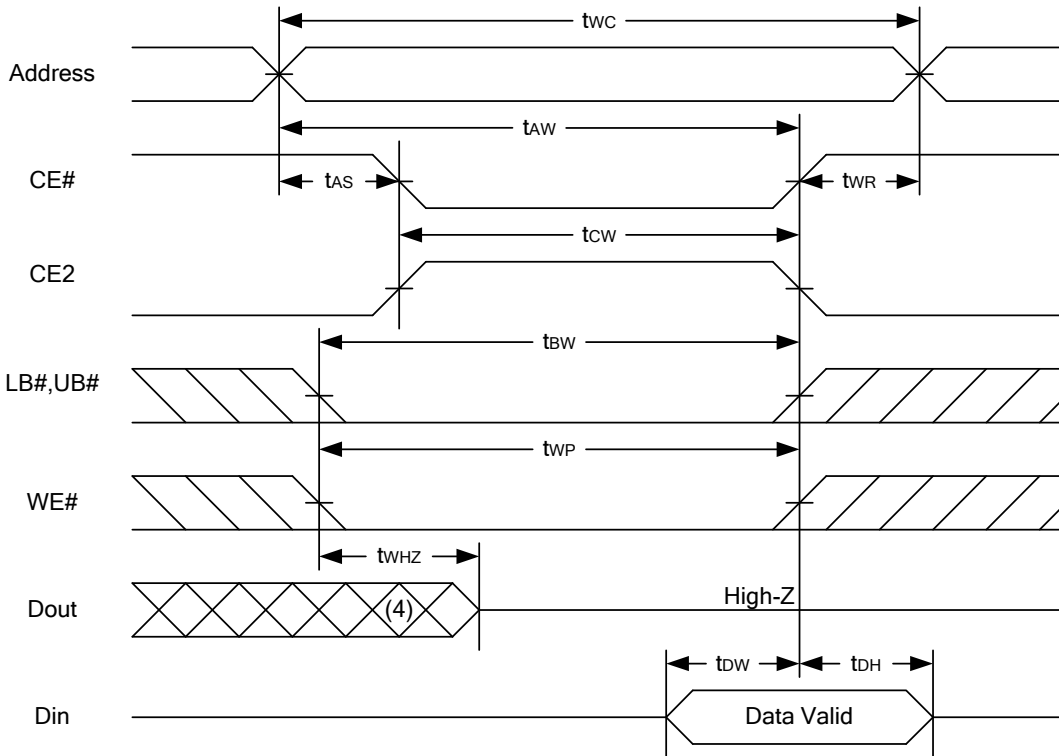 tWC
Address
tAW
CE#
tAS
tWR
tCW
CE2
tBW
LB#,UB#
tWP
WE#
tWHZ
Dout
(4)
High-Z
tDW
tDH
Din
Data Valid